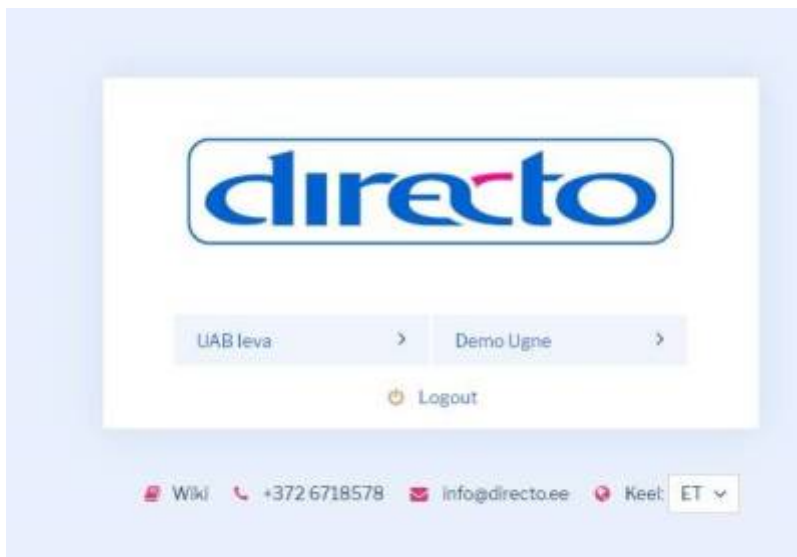 directo
UAB Ieva Demo Ugne
Logout
Wiki +372 6718578 info@directo.ee Keel: ET